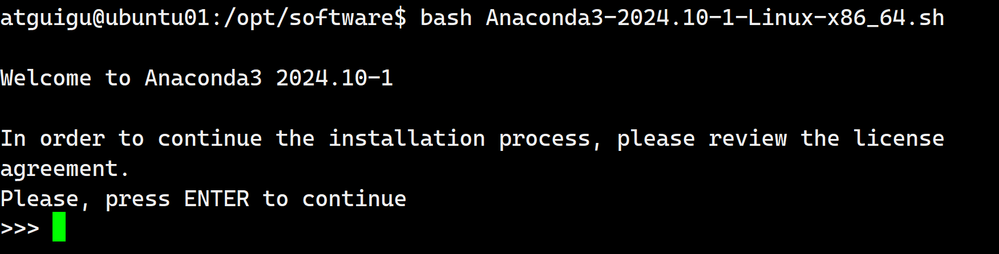 atguigu@ubuntu01:/opt/software$ bash Anaconda3-2024.10-1-Linux-x86_64.sh
Welcome to Anaconda3 2024.10-1
In order to continue the installation process, please review the license
agreement.
Please, press ENTER to continue
>>>